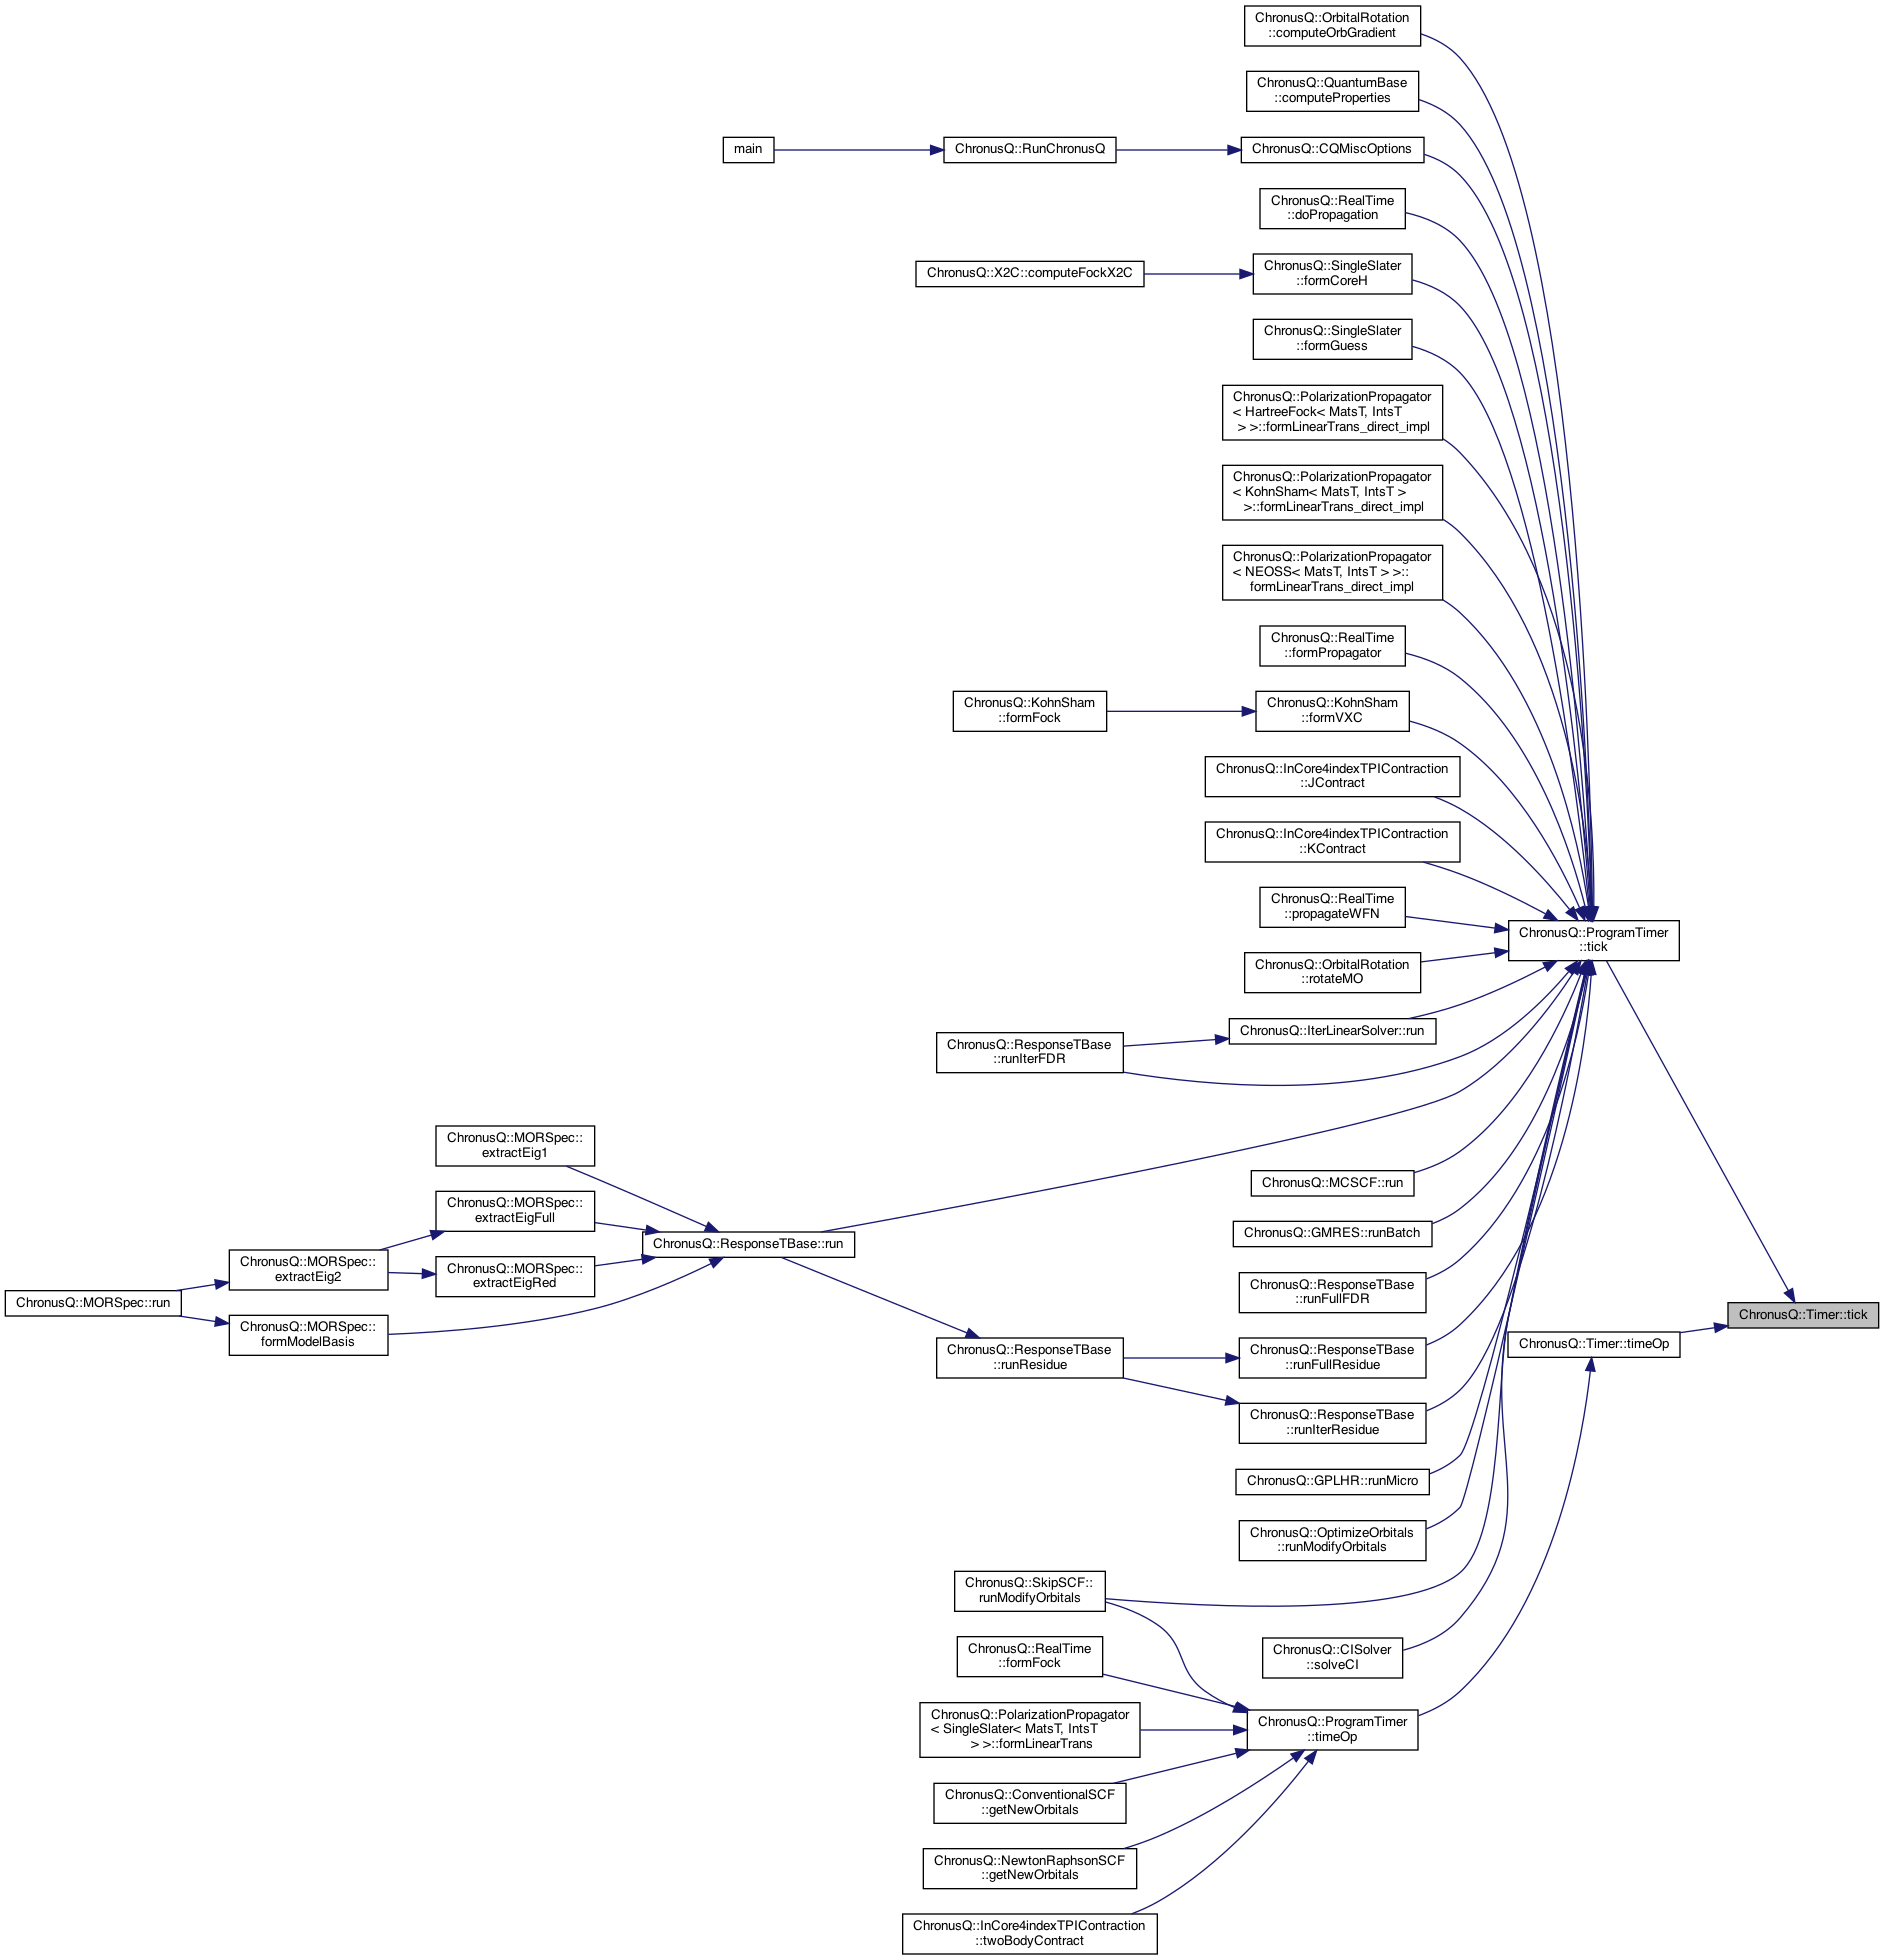 ChronusQ::OrbitalRotation
::computeOrbGradient
ChronusQ::QuantumBase
::computeProperties
main
ChronusQ::RunChronusQ
ChronusQ::CQMiscOptions
ChronusQ::RealTime
::doPropagation
ChronusQ::X2C::computeFockX2C
ChronusQ::SingleSlater
::formCoreH
ChronusQ::SingleSlater
::formGuess
ChronusQ::PolarizationPropagator
< HartreeFock< MatsT, IntsT
> >::formLinearTrans_direct_impl
ChronusQ::PolarizationPropagator
< KohnSham< MatsT, IntsT >
>::formLinearTrans_direct_impl
ChronusQ::PolarizationPropagator
< NEOSS< MatsT, IntsT > >::
formLinearTrans_direct_impl
ChronusQ::RealTime
::formPropagator
ChronusQ::KohnSham
::formFock
ChronusQ::KohnSham
::formVXC
ChronusQ::InCore4indexTPIContraction
::JContract
ChronusQ::InCore4indexTPIContraction
::KContract
ChronusQ::RealTime
::propagateWFN
ChronusQ::ProgramTimer
::tick
ChronusQ::OrbitalRotation
::rotateMO
ChronusQ::IterLinearSolver::run
ChronusQ::ResponseTBase
::runIterFDR
ChronusQ::MORSpec::
extractEig1
ChronusQ::MCSCF::run
ChronusQ::MORSpec::
extractEigFull
ChronusQ::GMRES::runBatch
ChronusQ::ResponseTBase::run
ChronusQ::MORSpec::
extractEig2
ChronusQ::MORSpec::
extractEigRed
ChronusQ::ResponseTBase
::runFullFDR
ChronusQ::MORSpec::run
ChronusQ::Timer::tick
ChronusQ::MORSpec::
formModelBasis
ChronusQ::Timer::timeOp
ChronusQ::ResponseTBase
::runResidue
ChronusQ::ResponseTBase
::runFullResidue
ChronusQ::ResponseTBase
::runIterResidue
ChronusQ::GPLHR::runMicro
ChronusQ::OptimizeOrbitals
::runModifyOrbitals
ChronusQ::SkipSCF::
runModifyOrbitals
ChronusQ::RealTime
::formFock
ChronusQ::CISolver
::solveCI
ChronusQ::PolarizationPropagator
< SingleSlater< MatsT, IntsT
> >::formLinearTrans
ChronusQ::ProgramTimer
::timeOp
ChronusQ::ConventionalSCF
::getNewOrbitals
ChronusQ::NewtonRaphsonSCF
::getNewOrbitals
ChronusQ::InCore4indexTPIContraction
::twoBodyContract